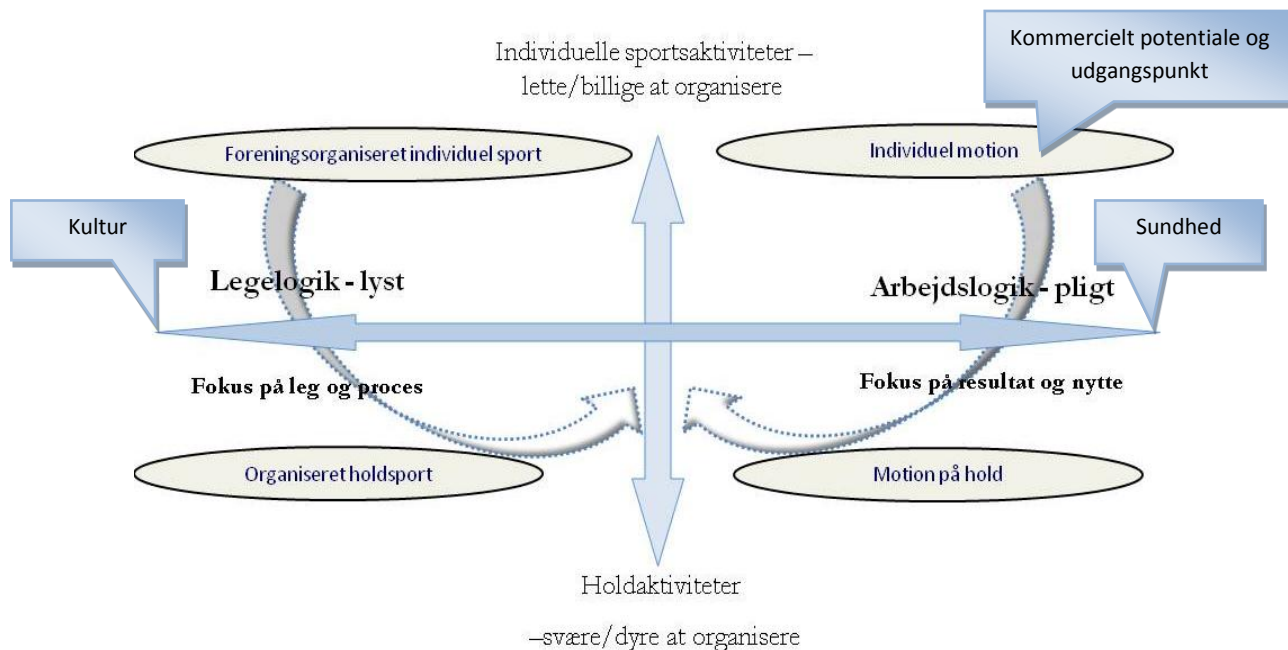 Individuelle sportsaktiviteter –
lette/billige at organisere
Kommercielt potentiale og
udgangspunkt
Foreningsorganiseret individuel sport
Individuel motion
Kultur
Sundhed
Legelogik - lyst
Arbejdslogik - pligt
Fokus på leg og proces
Fokus på resultat og nytte
Organiseret holdsport
Motion på hold
Holdaktiviteter
–svære/dyre at organisere